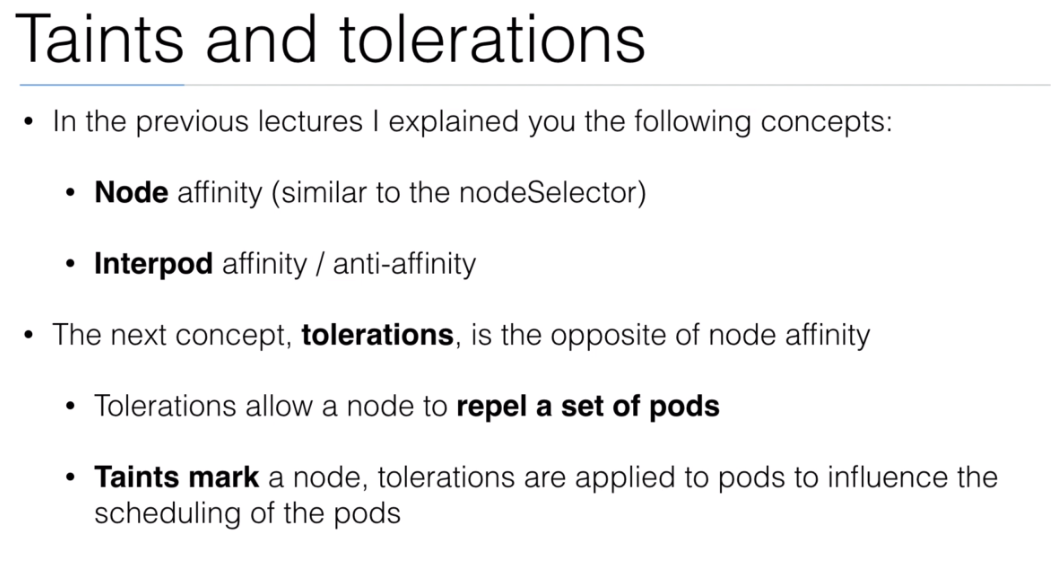 Taints and tolerations
• In the previous lectures I explained you the following concepts:
• Node affinity (similar to the nodeSelector)
• Interpod affinity / anti-affinity
• The next concept, tolerations, is the opposite of node affinity
• Tolerations allow a node to repel a set of pods
• Taints mark a node, tolerations are applied to pods to influence the
scheduling of the pods